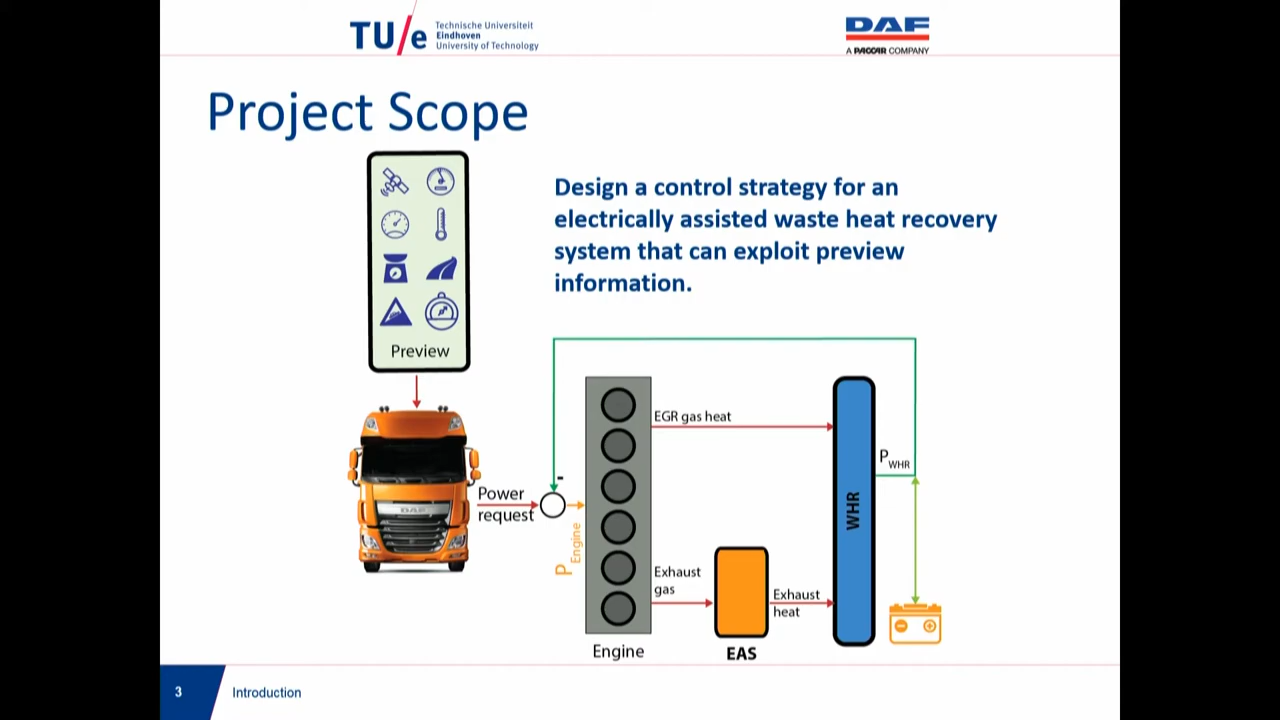 TU/e
Technische Universiteit
Eindhoven
University of Technology
DAF
A PACCAR COMPANY
Project Scope
Design a control strategy for an
electrically assisted waste heat recovery
system that can exploit preview
information.
Preview
DAF
Power
request
-
P Engine
EGR gas heat
Exhaust
gas
Exhaust
heat
WHR
P WHR
Engine
EAS
3
Introduction